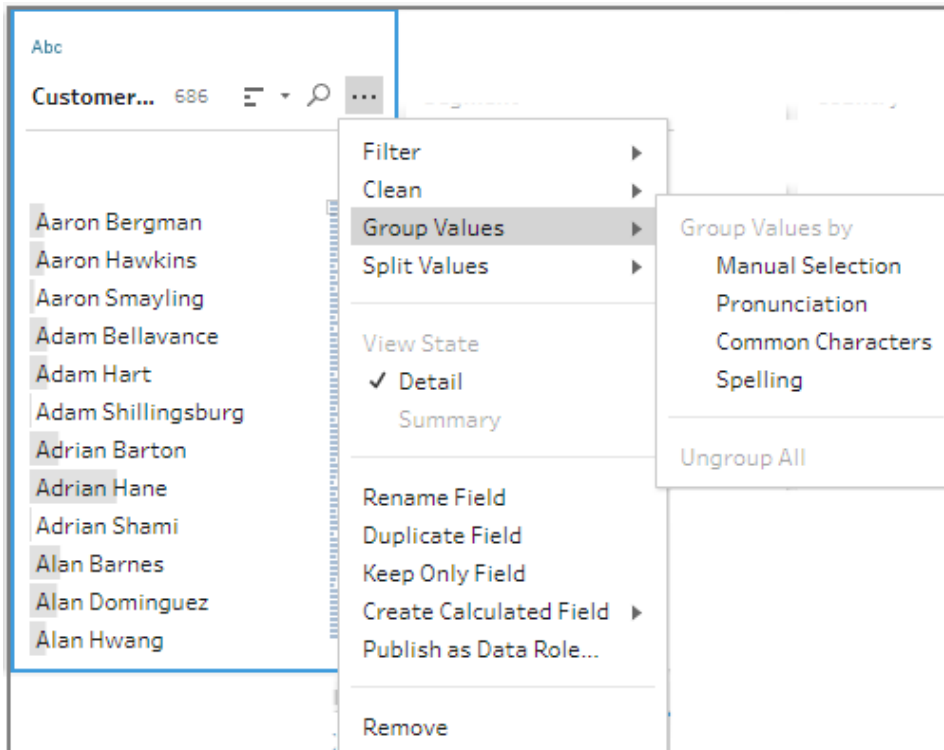 Abc
Customer... 686
Aaron Bergman
Aaron Hawkins
Aaron Smayling
Adam Bellavance
Adam Hart
Adam Shillingsburg
Adrian Barton
Adrian Hane
Adrian Shami
Alan Barnes
Alan Dominguez
Alan Hwang
Filter
Clean
Group Values
Split Values
View State
Detail
Summary
Rename Field
Duplicate Field
Keep Only Field
Create Calculated Field
Publish as Data Role...
Remove
Group Values by
Manual Selection
Pronunciation
Common Characters
Spelling
Ungroup All